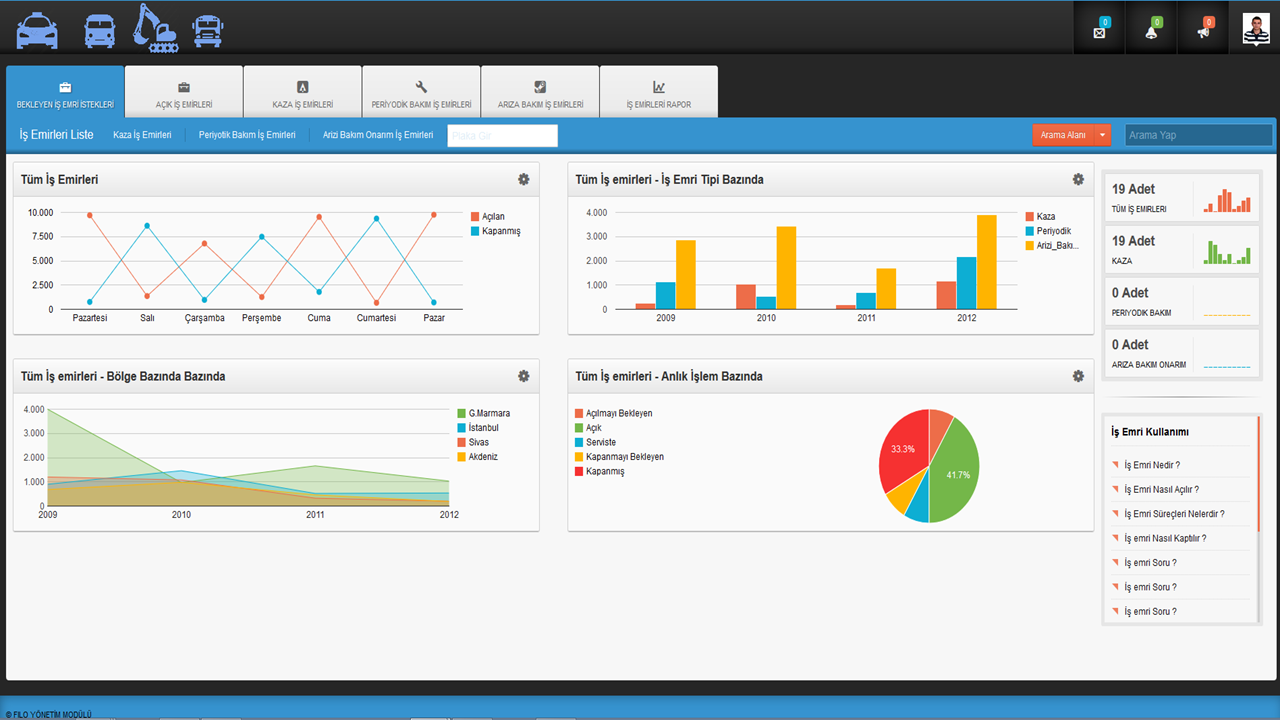 0
0
0
BEKLEYEN İŞ EMRİ İSTEKLERİ
AÇIK İŞ EMİRLERİ
KAZA İŞ EMİRLERİ
PERİYODİK BAKIM İŞ EMİRLERİ
ARIZA BAKIM İŞ EMİRLERİ
İŞ EMİRLERİ RAPOR
İş Emirleri Liste
Kaza İş Emirleri
Periyotik Bakım İş Emirleri
Arizi Bakım Onarım İş Emirleri
Plaka Gir
Arama Alanı
Arama Yap
Tüm İş Emirleri
10.000
7.500
5.000
2.500
0
Pazartesi
Salı
Çarşamba
Perşembe
Cuma
Cumartesi
Pazar
Açılan
Kapanmış
Tüm İş emirleri - İş Emri Tipi Bazında
4.000
3.000
2.000
1.000
0
2009
2010
2011
2012
Kaza
Periyodik
Arizi_Bakı...
19 Adet
TÜM İŞ EMIRLERI
19 Adet
KAZA
0 Adet
PERIYODIK BAKIM
0 Adet
ARIZA BAKIM ONARIM
Tüm İş emirleri - Bölge Bazında Bazında
4.000
3.000
2.000
1.000
0
2009
2010
2011
2012
G.Marmara
İstanbul
Sivas
Akdeniz
Tüm İş emirleri - Anlık İşlem Bazında
Açılmayı Bekleyen
Açık
Serviste
Kapanmayı Bekleyen
Kapanmış
33.3%
41.7%
İş Emri Kullanımı
İş Emri Nedir ?
İş Emri Nasıl Açılır ?
İş Emri Süreçleri Nelerdir ?
İş emri Nasıl Kaptılır ?
İş emri Soru ?
İş emri Soru ?
İş emri Soru ?
© FILO YÖNETİM MODÜLÜ